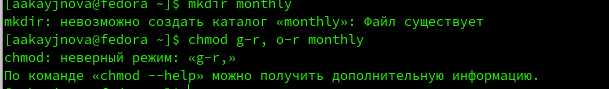 [aakayjnova@fedora ~]$ mkdir monthly
mkdir: невозможно создать каталог «monthly»: Файл существует
[aakayjnova@fedora ~]$ chmod g-r, o-r monthly
chmod: неверный режим: «g-r,»
По команде «chmod --help» можно получить дополнительную информацию.